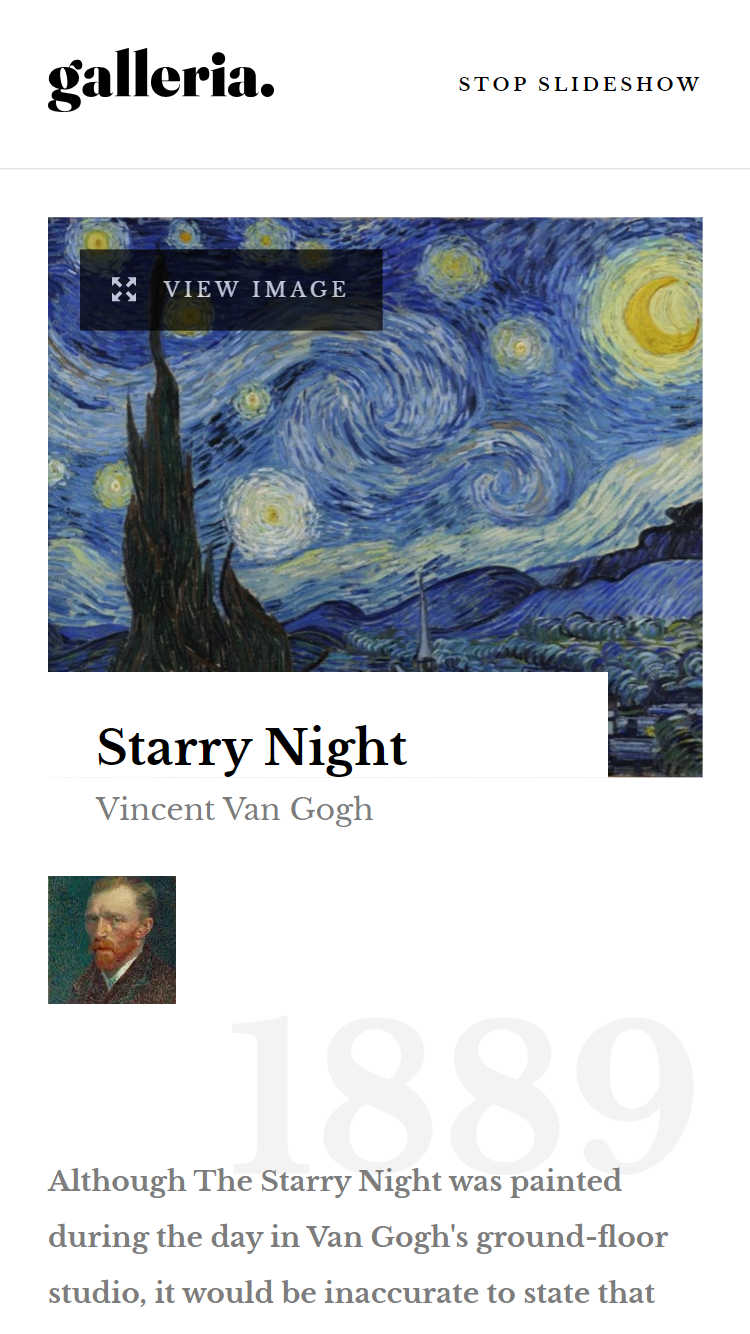 galleria.
STOP SLIDESHOW
VIEW IMAGE
Starry Night
Vincent Van Gogh
1889
Although The Starry Night was painted
during the day in Van Gogh's ground-floor
studio, it would be inaccurate to state that